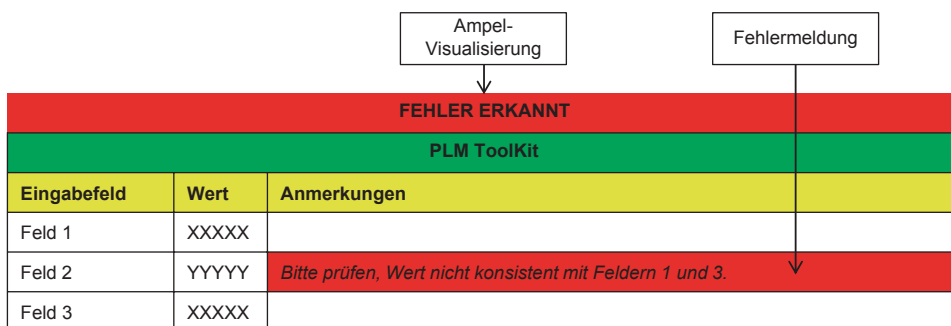 Ampel-
Visualisierung
Fehlermeldung
FEHLER ERKANNT
PLM ToolKit
Eingabefeld Wert Anmerkungen
Feld 1 XXXXX
Feld 2 YYYYY Bitte prüfen, Wert nicht konsistent mit Feldern 1 und 3.
Feld 3 XXXXX